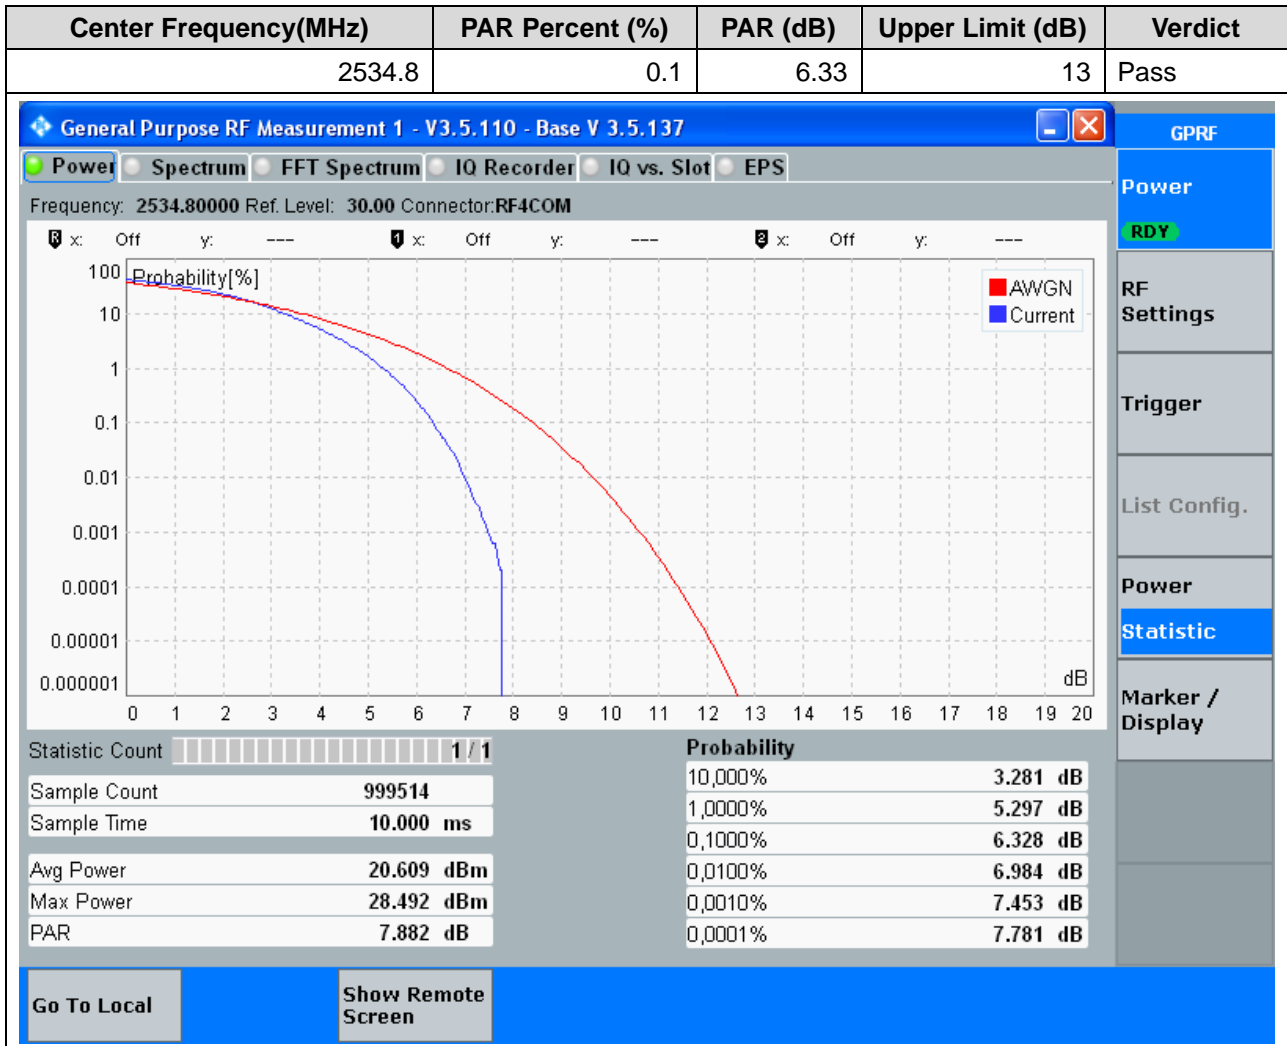 Center Frequency(MHz) PAR Percent (%) PAR (dB) Upper Limit (dB) Verdict
2534.8 0.1 6.33 13 Pass
General Purpose RF Measurement 1 - V3.5.110 - Base V 3.5.137
GPRF
Power Spectrum FFT Spectrum IQ Recorder IQ vs. Slot EPS
Frequency: 2534.80000 Ref. Level: 30.00 Connector:RF4COM
R x: Off y: --- 1 x: Off y: --- 2 x: Off y: ---
Probability[%]
AWGN
Current
100
10
1
0.1
0.01
0.001
0.0001
0.00001
0.000001
dB
0 1 2 3 4 5 6 7 8 9 10 11 12 13 14 15 16 17 18 19 20
Statistic Count 1 / 1
Sample Count 999514
Sample Time 10.000 ms
Avg Power 20.609 dBm
Max Power 28.492 dBm
PAR 7.882 dB
Probability
10,000% 3.281 dB
1,0000% 5.297 dB
0,1000% 6.328 dB
0,0100% 6.984 dB
0,0010% 7.453 dB
0,0001% 7.781 dB
Power
RDY
RF
Settings
Trigger
List Config.
Power
Statistic
Marker /
Display
Go To Local
Show Remote
Screen